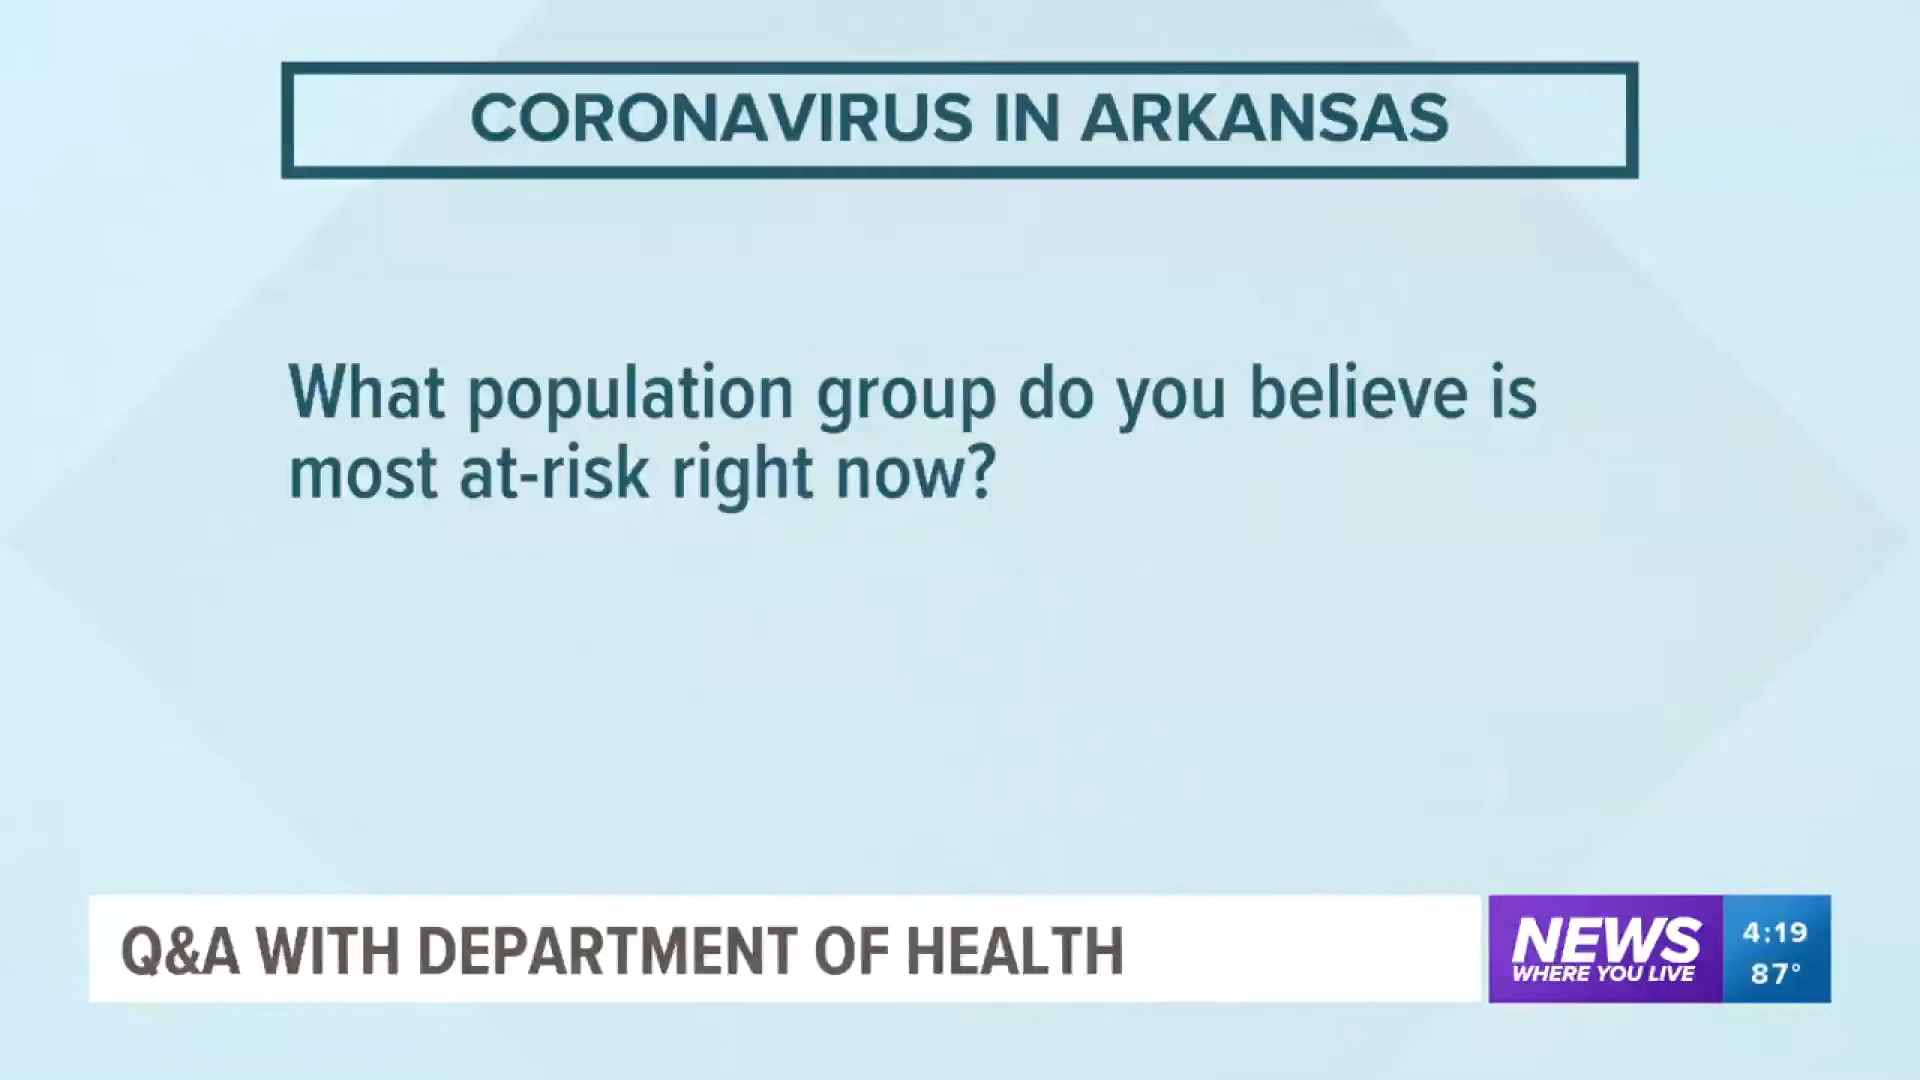 CORONAVIRUS IN ARKANSAS
What population group do you believe is
most at-risk right now?
Q&A WITH DEPARTMENT OF HEALTH
NEWS
WHERE YOU LIVE
4:19
87°